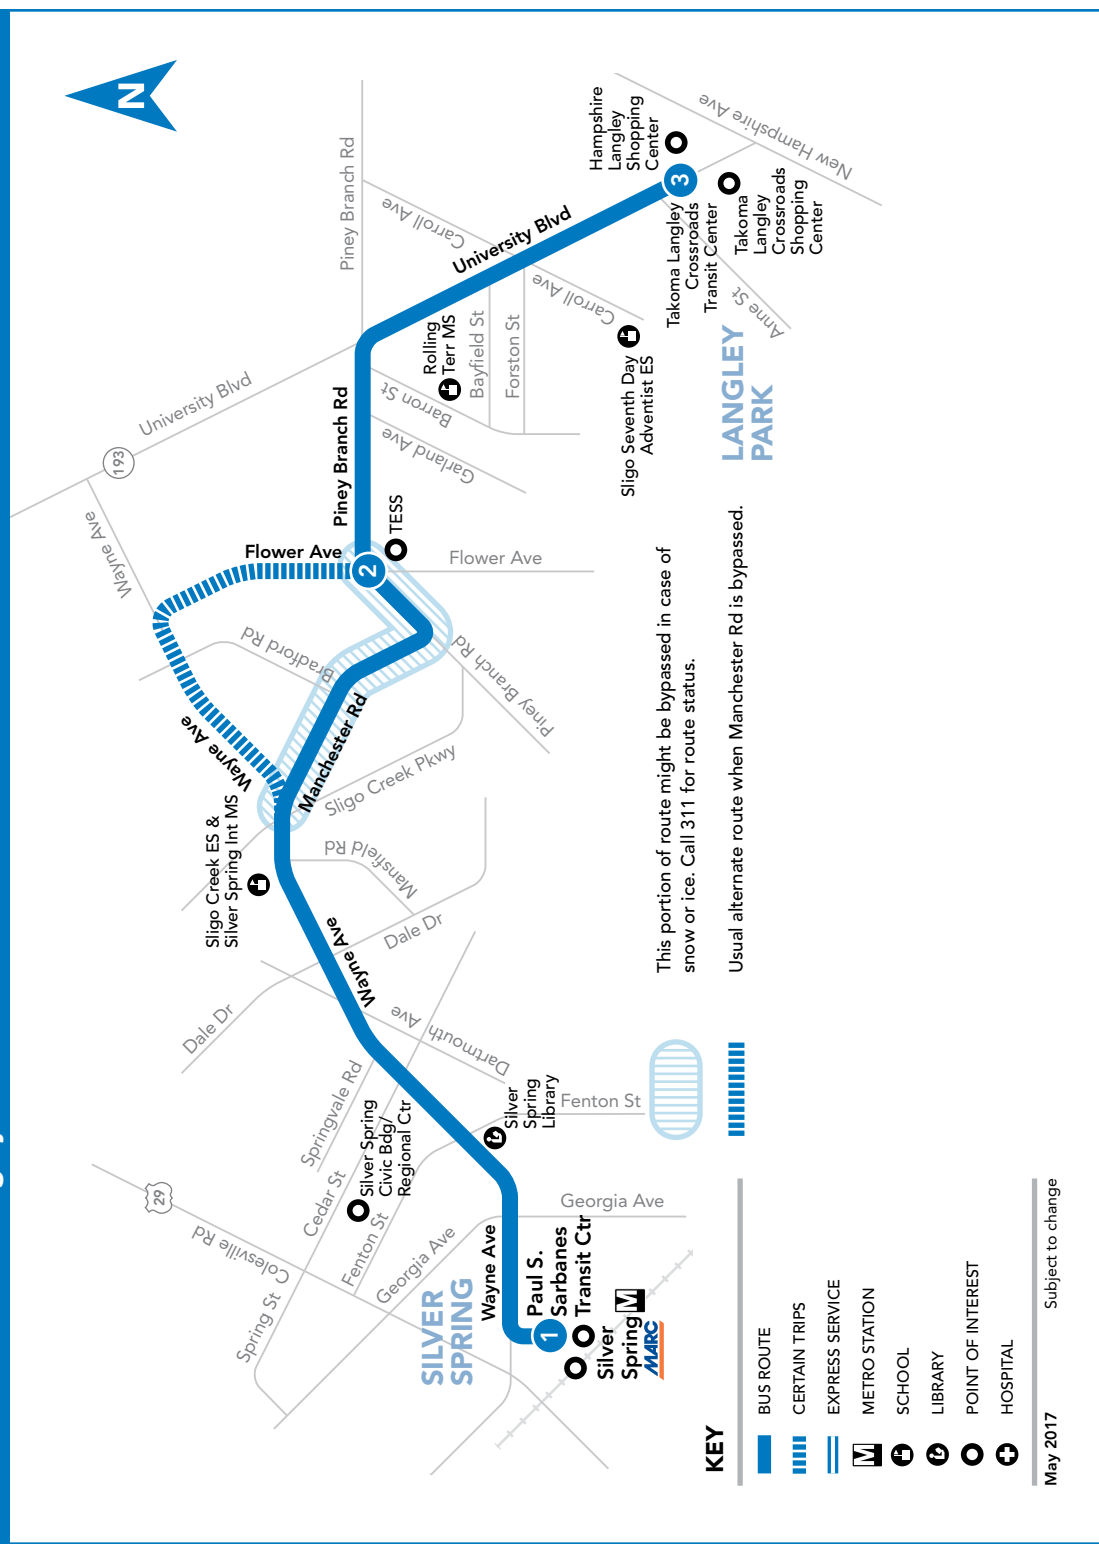 N
Piney Branch Rd
Carroll Ave
New Hampshire Ave
Hampshire
Langley
Shopping
Center
3
University Blvd
Takoma Langley
Crossroads
Transit Center
Takoma
Langley
Crossroads
Shopping
Center
Anne St
Carroll Ave
University Blvd
193
Wayne Ave
Rolling
Terr MS
Bayfield St
Forston St
Barron St
Garland Ave
Sligo Seventh Day
Adventist ES
LANGLEY
PARK
Piney Branch Rd
TESS
Flower Ave
2
Flower Ave
Bradford Rd
Piney Branch Rd
Wayne Ave
Manchester Rd
Sligo Creek Pkwy
Sligo Creek ES &
Silver Spring Int MS
Mansfield Rd
Dale Dr
Wayne Ave
Dale Dr
Dartmouth Ave
Springvale Rd
Silver Spring
Civic Bdg/
Regional Ctr
Silver
Spring
Library
Fenton St
29
Colesville Rd
Cedar St
Fenton St
Georgia Ave
Georgia Ave
Spring St
SILVER
SPRING
Wayne Ave
Paul S.
Sarbanes
Transit Ctr
1
Silver
Spring
M
MARC
This portion of route might be bypassed in case of
snow or ice. Call 311 for route status.
Usual alternate route when Manchester Rd is bypassed.
KEY
BUS ROUTE
CERTAIN TRIPS
EXPRESS SERVICE
M METRO STATION
SCHOOL
LIBRARY
POINT OF INTEREST
HOSPITAL
May 2017 Subject to change